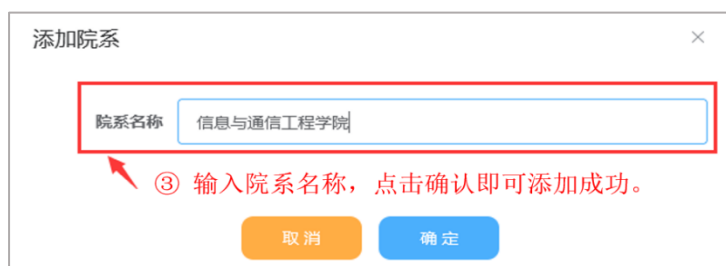 添加院系
院系名称 信息与通信工程学院
③ 输入院系名称，点击确认即可添加成功。
取消 确定